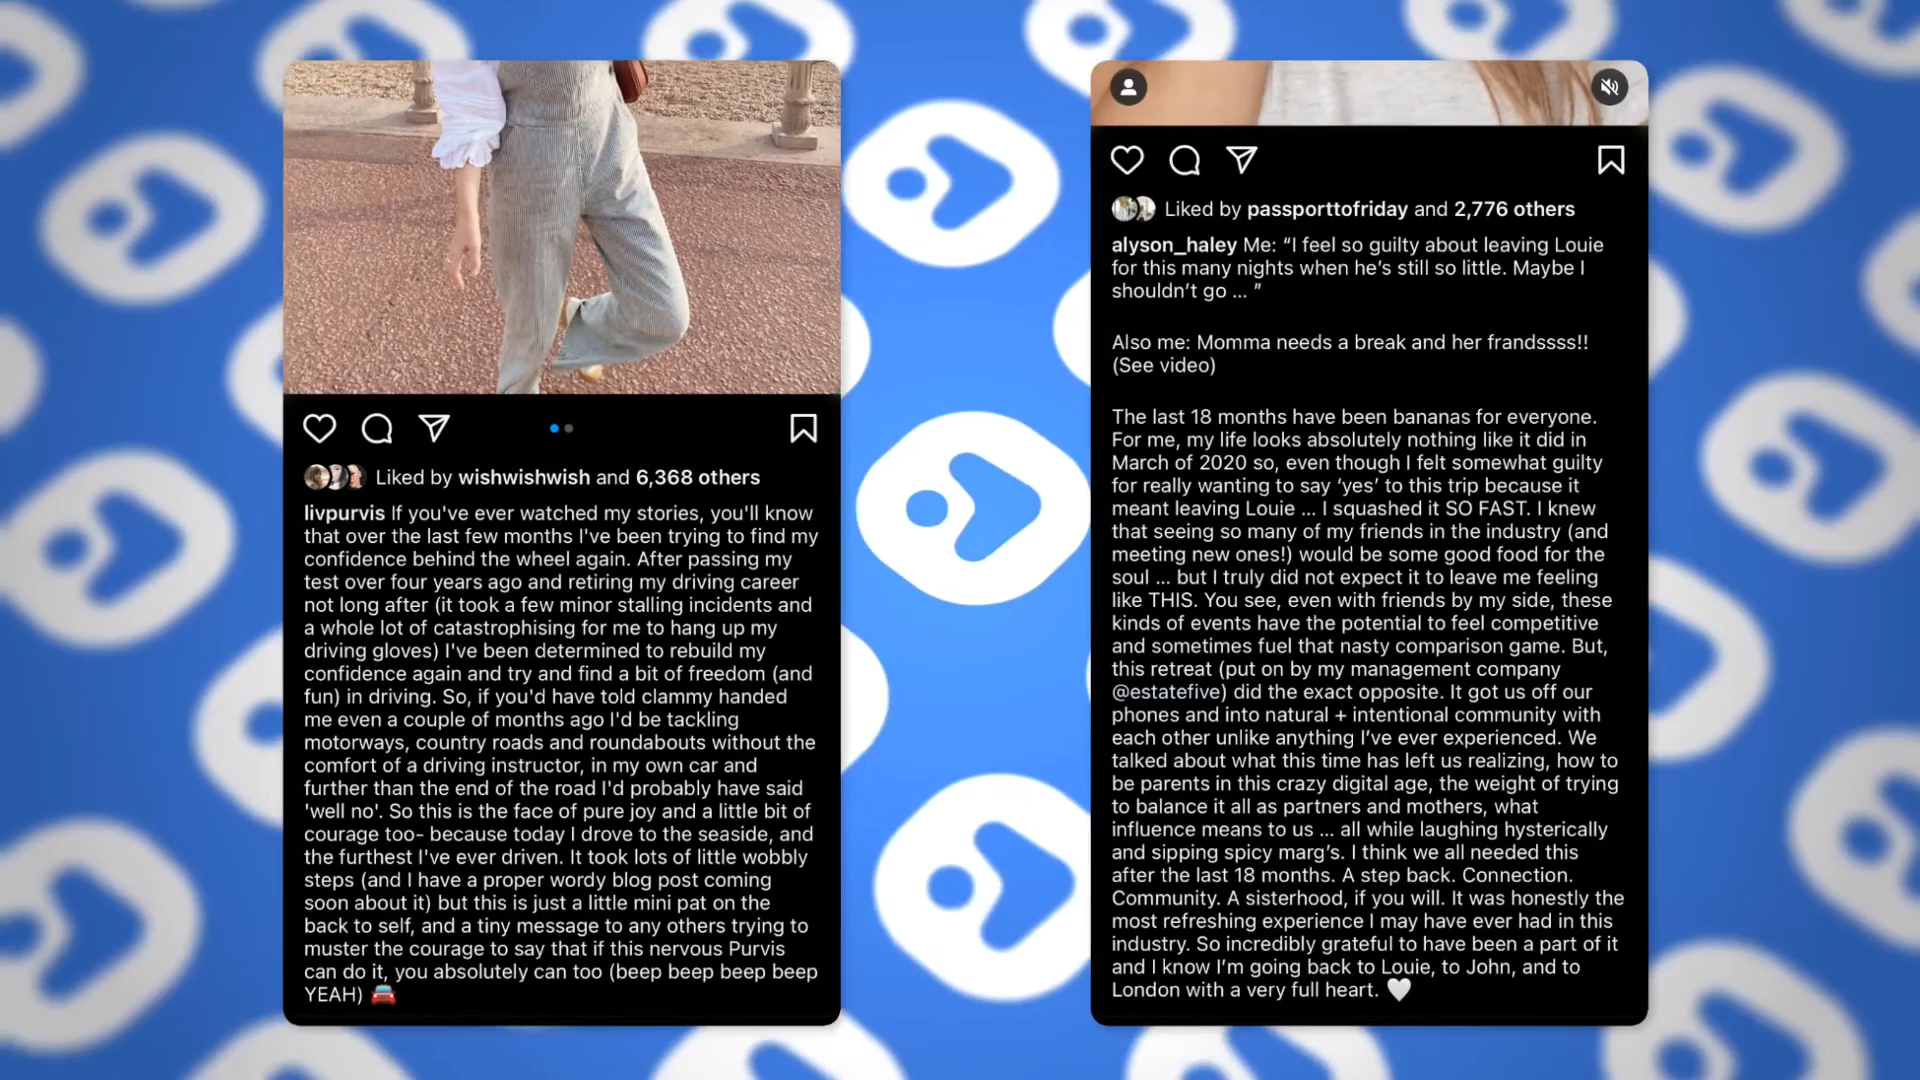 Liked by wishwishwish and 6,368 others
livpurvis If you've ever watched my stories, you'll know
that over the last few months I've been trying to find my
confidence behind the wheel again. After passing my
test over four years ago and retiring my driving career
not long after (it took a few minor stalling incidents and
a whole lot of catastrophising for me to hang up my
driving gloves) I've been determined to rebuild my
confidence again and try and find a bit of freedom (and
fun) in driving. So, if you'd have told clammy handed
me even a couple of months ago I'd be tackling
motorways, country roads and roundabouts without the
comfort of a driving instructor, in my own car and
further than the end of the road I'd probably have said
'well no'. So this is the face of pure joy and a little bit of
courage too- because today I drove to the seaside, and
the furthest I've ever driven. It took lots of little wobbly
steps (and I have a proper wordy blog post coming
soon about it) but this is just a little mini pat on the
back to self, and a tiny message to any others trying to
muster the courage to say that if this nervous Purvis
can do it, you absolutely can too (beep beep beep beep
YEAH) 🚘
Liked by passporttofriday and 2,776 others
alyson_haley Me: “I feel so guilty about leaving Louie
for this many nights when he’s still so little. Maybe I
shouldn’t go ... ”
Also me: Momma needs a break and her frandssss!!
(See video)
The last 18 months have been bananas for everyone.
For me, my life looks absolutely nothing like it did in
March of 2020 so, even though I felt somewhat guilty
for really wanting to say ‘yes’ to this trip because it
meant leaving Louie ... I squashed it SO FAST. I knew
that seeing so many of my friends in the industry (and
meeting new ones!) would be some good food for the
soul ... but I truly did not expect it to leave me feeling
like THIS. You see, even with friends by my side, these
kinds of events have the potential to feel competitive
and sometimes fuel that nasty comparison game. But,
this retreat (put on by my management company
@estatefive) did the exact opposite. It got us off our
phones and into natural + intentional community with
each other unlike anything I’ve ever experienced. We
talked about what this time has left us realizing, how to
be parents in this crazy digital age, the weight of trying
to balance it all as partners and mothers, what
influence means to us ... all while laughing hysterically
and sipping spicy marg’s. I think we all needed this
after the last 18 months. A step back. Connection.
Community. A sisterhood, if you will. It was honestly the
most refreshing experience I may have ever had in this
industry. So incredibly grateful to have been a part of it
and I know I’m going back to Louie, to John, and to
London with a very full heart. 🤍